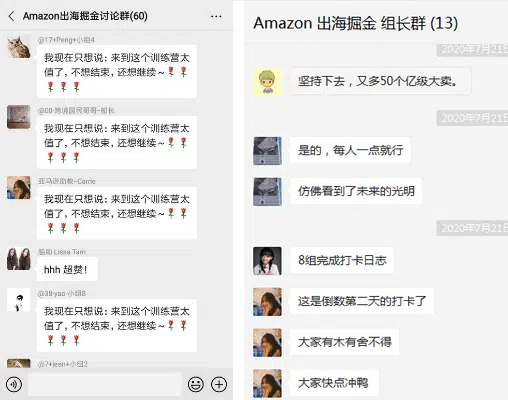 Amazon出海掘金讨论群(60)
@17+Peng+小组4
我现在只想说: 来到这个训练营太
值了, 不想结束, 还想继续~🌹🌹
🌹🌹🌹
@00-跨境国民哥哥-船长
我现在只想说: 来到这个训练营太
值了, 不想结束, 还想继续~🌹🌹
🌹🌹🌹
亚马逊助教-Carrie
我现在只想说: 来到这个训练营太
值了, 不想结束, 还想继续~🌹🌹
🌹🌹🌹
Liesa Tam
hhh 超赞!
@38-yao-小组8
我现在只想说: 来到这个训练营太
值了, 不想结束, 还想继续~🌹🌹
🌹🌹🌹
@7+jean+小组2
Amazon 出海掘金 组长群 (13)
2020年7月21日
坚持下去，又多50个亿级大卖。
2020年7月21日
是的，每人一点就行
仿佛看到了未来的光明
2020年7月21日
8组完成打卡日志
这是倒数第二天的打卡了
大家有木有舍不得
大家快点冲鸭